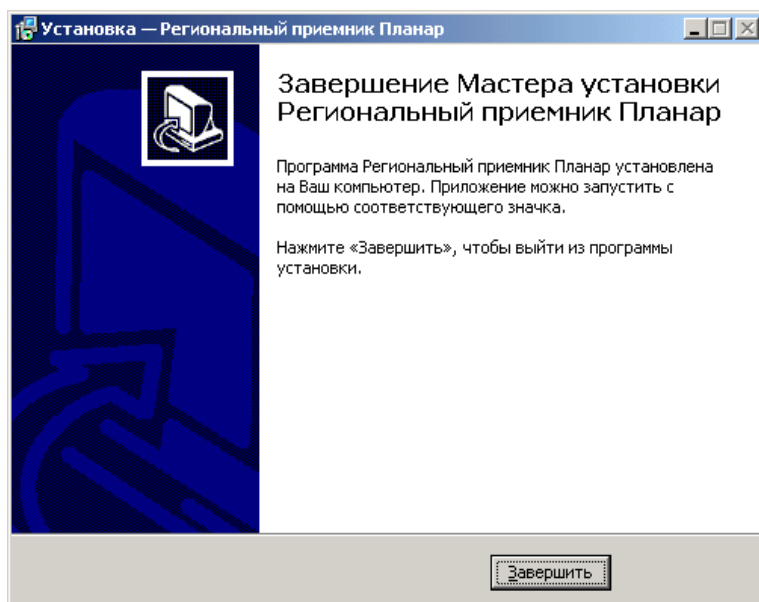 Установка — Региональный приемник Планар
Завершение Мастера установки
Региональный приемник Планар
Программа Региональный приемник Планар установлена
на Ваш компьютер. Приложение можно запустить с
помощью соответствующего значка.
Нажмите «Завершить», чтобы выйти из программы
установки.
Завершить